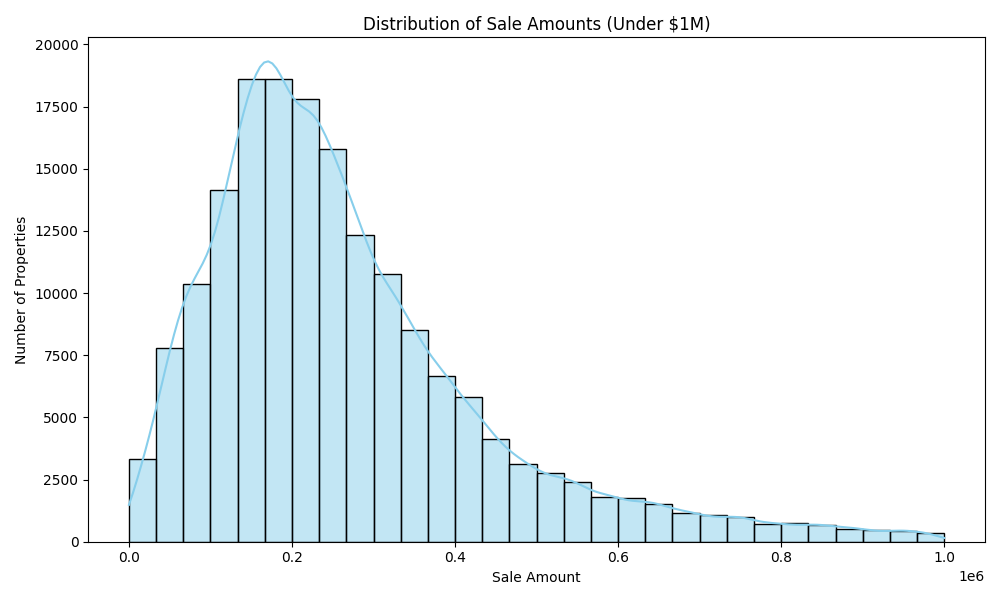 Distribution of Sale Amounts (Under $1M)
Number of Properties
20000
17500
15000
12500
10000
7500
5000
2500
0
0.0 0.2 0.4 0.6 0.8 1.0
1e6
Sale Amount